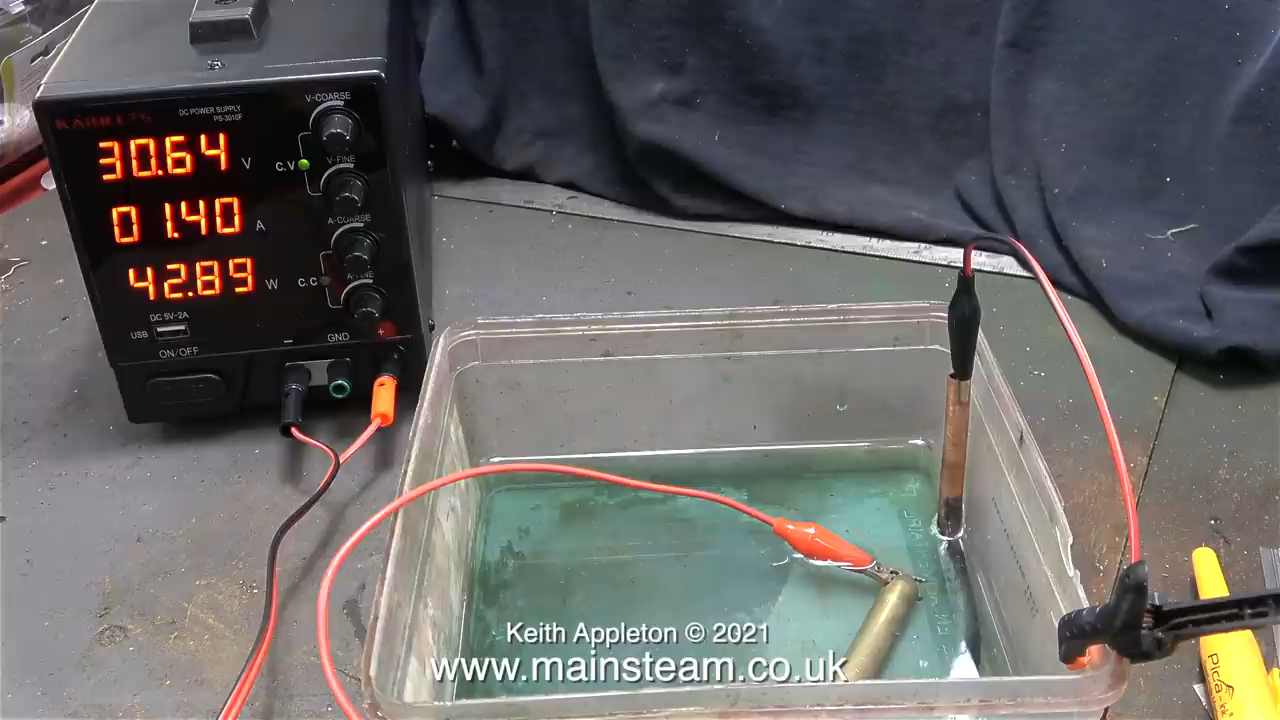 DC POWER SUPPLY
PS-3010F
V-COARSE
30.64 V
C.V
V-FINE
A-COARSE
01.40 A
A-FINE
42.89 W
C.C
DC 5V-2A
USB
ON/OFF
− GND +
Keith Appleton © 2021
www.mainsteam.co.uk
Pica